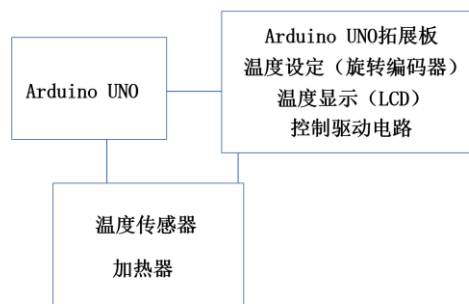 Arduino UNO
Arduino UNO拓展板
温度设定（旋转编码器）
温度显示（LCD）
控制驱动电路
温度传感器
加热器